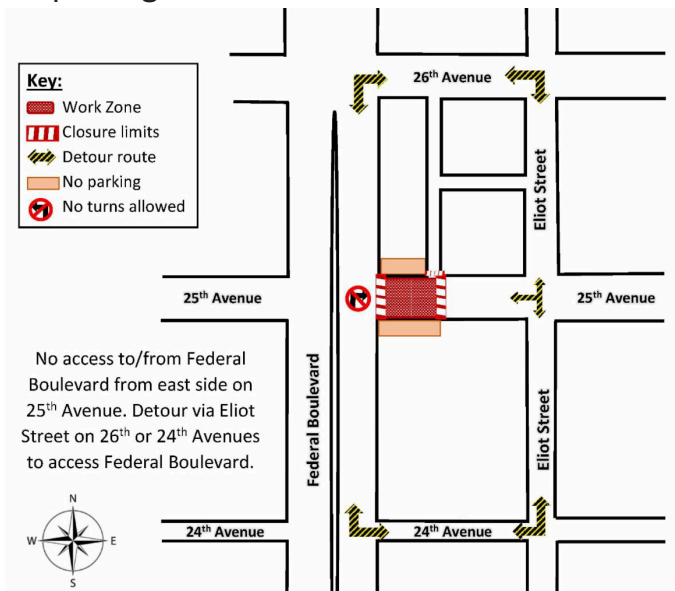 26th Avenue
Key:
Work Zone
Closure limits
Detour route
No parking
No turns allowed
Eliot Street
25th Avenue
25th Avenue
No access to/from Federal
Boulevard from east side on
25th Avenue. Detour via Eliot
Street on 26th or 24th Avenues
to access Federal Boulevard.
Federal Boulevard
Eliot Street
N
W
E
S
24th Avenue
24th Avenue